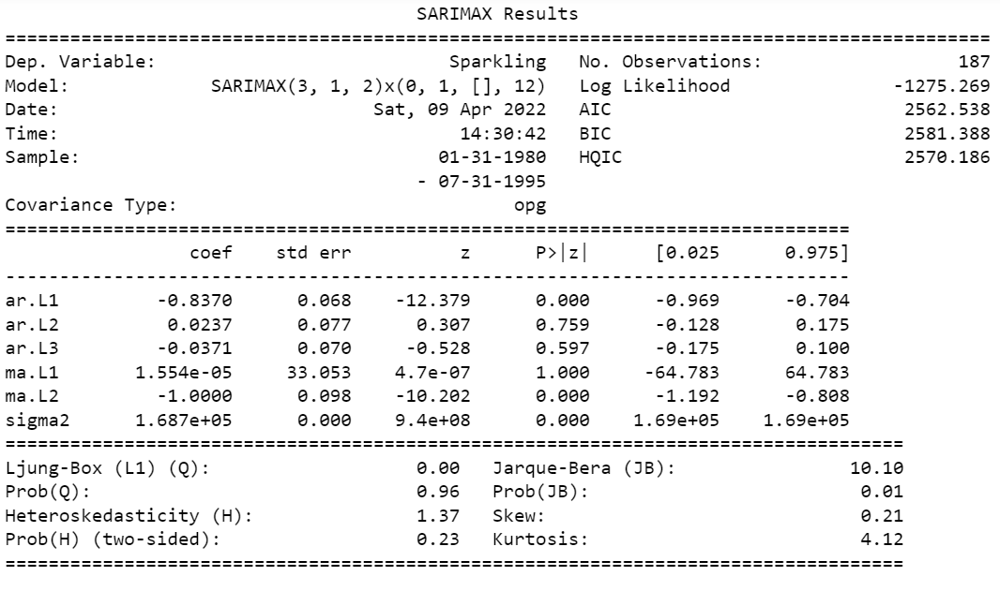 SARIMAX Results
==========================================================================================
Dep. Variable: Sparkling No. Observations: 187
Model: SARIMAX(3, 1, 2)x(0, 1, [], 12) Log Likelihood -1275.269
Date: Sat, 09 Apr 2022 AIC 2562.538
Time: 14:30:42 BIC 2581.388
Sample: 01-31-1980 HQIC 2570.186
- 07-31-1995
Covariance Type: opg
==============================================================================
coef std err z P>|z| [0.025 0.975]
------------------------------------------------------------------------------
ar.L1 -0.8370 0.068 -12.379 0.000 -0.969 -0.704
ar.L2 0.0237 0.077 0.307 0.759 -0.128 0.175
ar.L3 -0.0371 0.070 -0.528 0.597 -0.175 0.100
ma.L1 1.554e-05 33.053 4.7e-07 1.000 -64.783 64.783
ma.L2 -1.0000 0.098 -10.202 0.000 -1.192 -0.808
sigma2 1.687e+05 0.000 9.4e+08 0.000 1.69e+05 1.69e+05
===================================================================================
Ljung-Box (L1) (Q): 0.00 Jarque-Bera (JB): 10.10
Prob(Q): 0.96 Prob(JB): 0.01
Heteroskedasticity (H): 1.37 Skew: 0.21
Prob(H) (two-sided): 0.23 Kurtosis: 4.12
===================================================================================